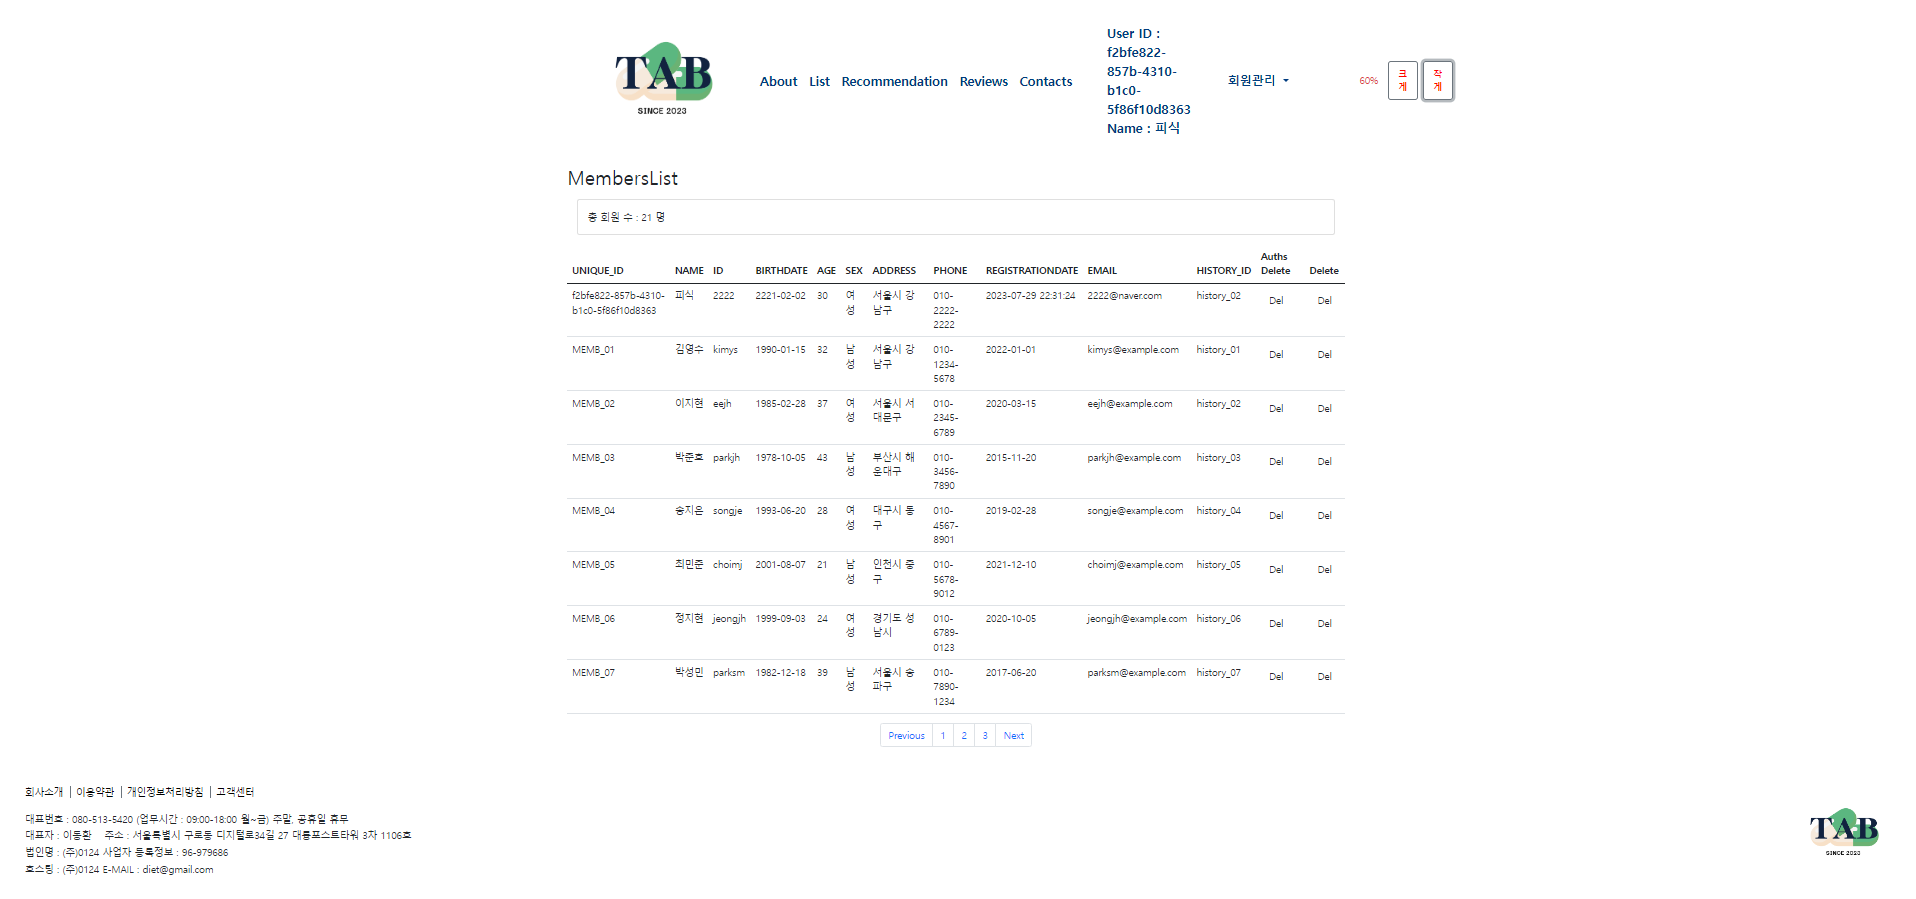 TAB
SINCE 2023
About List Recommendation Reviews Contacts
User ID :
f2bfe822-
857b-4310-
b1c0-
5f86f10d8363
Name : 피식
회원관리
60%
크
게
작
게
MembersList
총 회원 수 : 21 명
UNIQUE_ID NAME ID BIRTHDATE AGE SEX ADDRESS PHONE REGISTRATIONDATE EMAIL HISTORY_ID Auths Delete Delete
f2bfe822-857b-4310- 피식 2222 2221-02-02 30 여 서울시 강 010- 2023-07-29 22:31:24 2222@naver.com history_02 Del Del
b1c0-5f86f10d8363 성 남구 2222-
2222
MEMB_01 김영수 kimys 1990-01-15 32 남 서울시 강 010- 2022-01-01 kimys@example.com history_01 Del Del
성 남구 1234-
5678
MEMB_02 이지현 eejh 1985-02-28 37 여 서울시 서 010- 2020-03-15 eejh@example.com history_02 Del Del
성 대문구 2345-
6789
MEMB_03 박준호 parkjh 1978-10-05 43 남 부산시 해 010- 2015-11-20 parkjh@example.com history_03 Del Del
성 운대구 3456-
7890
MEMB_04 송지은 songje 1993-06-20 28 여 대구시 동 010- 2019-02-28 songje@example.com history_04 Del Del
성 구 4567-
8901
MEMB_05 최민준 choimj 2001-08-07 21 남 인천시 중 010- 2021-12-10 choimj@example.com history_05 Del Del
성 구 5678-
9012
MEMB_06 정지현 jeongjh 1999-09-03 24 여 경기도 성 010- 2020-10-05 jeongjh@example.com history_06 Del Del
성 남시 6789-
0123
MEMB_07 박성민 parksm 1982-12-18 39 남 서울시 송 010- 2017-06-20 parksm@example.com history_07 Del Del
성 파구 7890-
1234
Previous 1 2 3 Next
회사소개 | 이용약관 | 개인정보처리방침 | 고객센터
대표번호 : 080-513-5420 (업무시간 : 09:00-18:00 월~금) 주말, 공휴일 휴무
대표자 : 이동환 주소 : 서울특별시 구로동 디지털로34길 27 대륭포스트타워 3차 1106호
법인명 : (주)0124 사업자 등록정보 : 96-979686
호스팅 : (주)0124 E-MAIL : diet@gmail.com
TAB
SINCE 2023